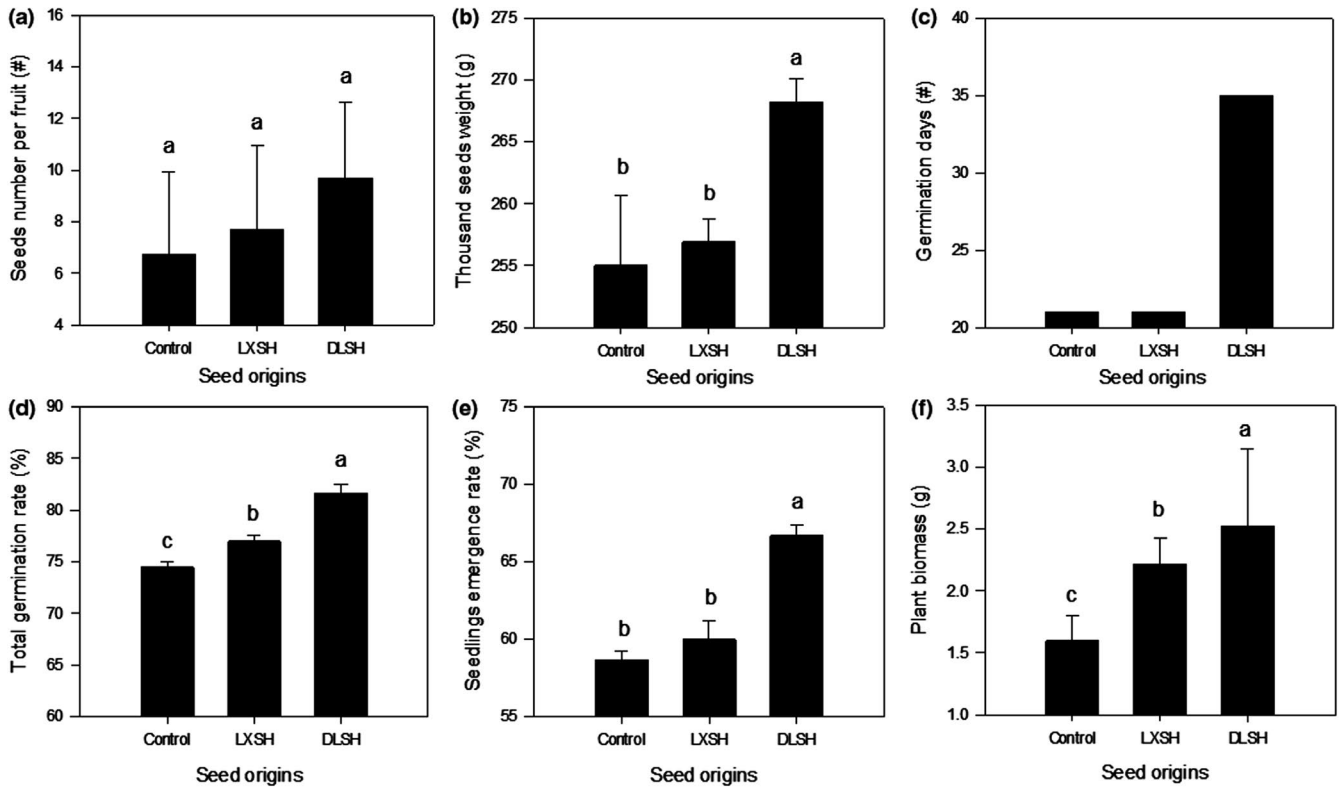 (a)
Seeds number per fruit (#)
16
14
12
10
8
6
4
a
a
a
Control LXSH DLSH
Seed origins
(b)
Thousand seeds weight (g)
275
270
265
260
255
250
b
b
a
Control LXSH DLSH
Seed origins
(c)
Germination days (#)
40
35
30
25
20
Control LXSH DLSH
Seed origins
(d)
Total germination rate (%)
90
85
80
75
70
65
60
c
b
a
Control LXSH DLSH
Seed origins
(e)
Seedlings emergence rate (%)
75
70
65
60
55
b
b
a
Control LXSH DLSH
Seed origins
(f)
Plant biomass (g)
3.5
3.0
2.5
2.0
1.5
1.0
c
b
a
Control LXSH DLSH
Seed origins